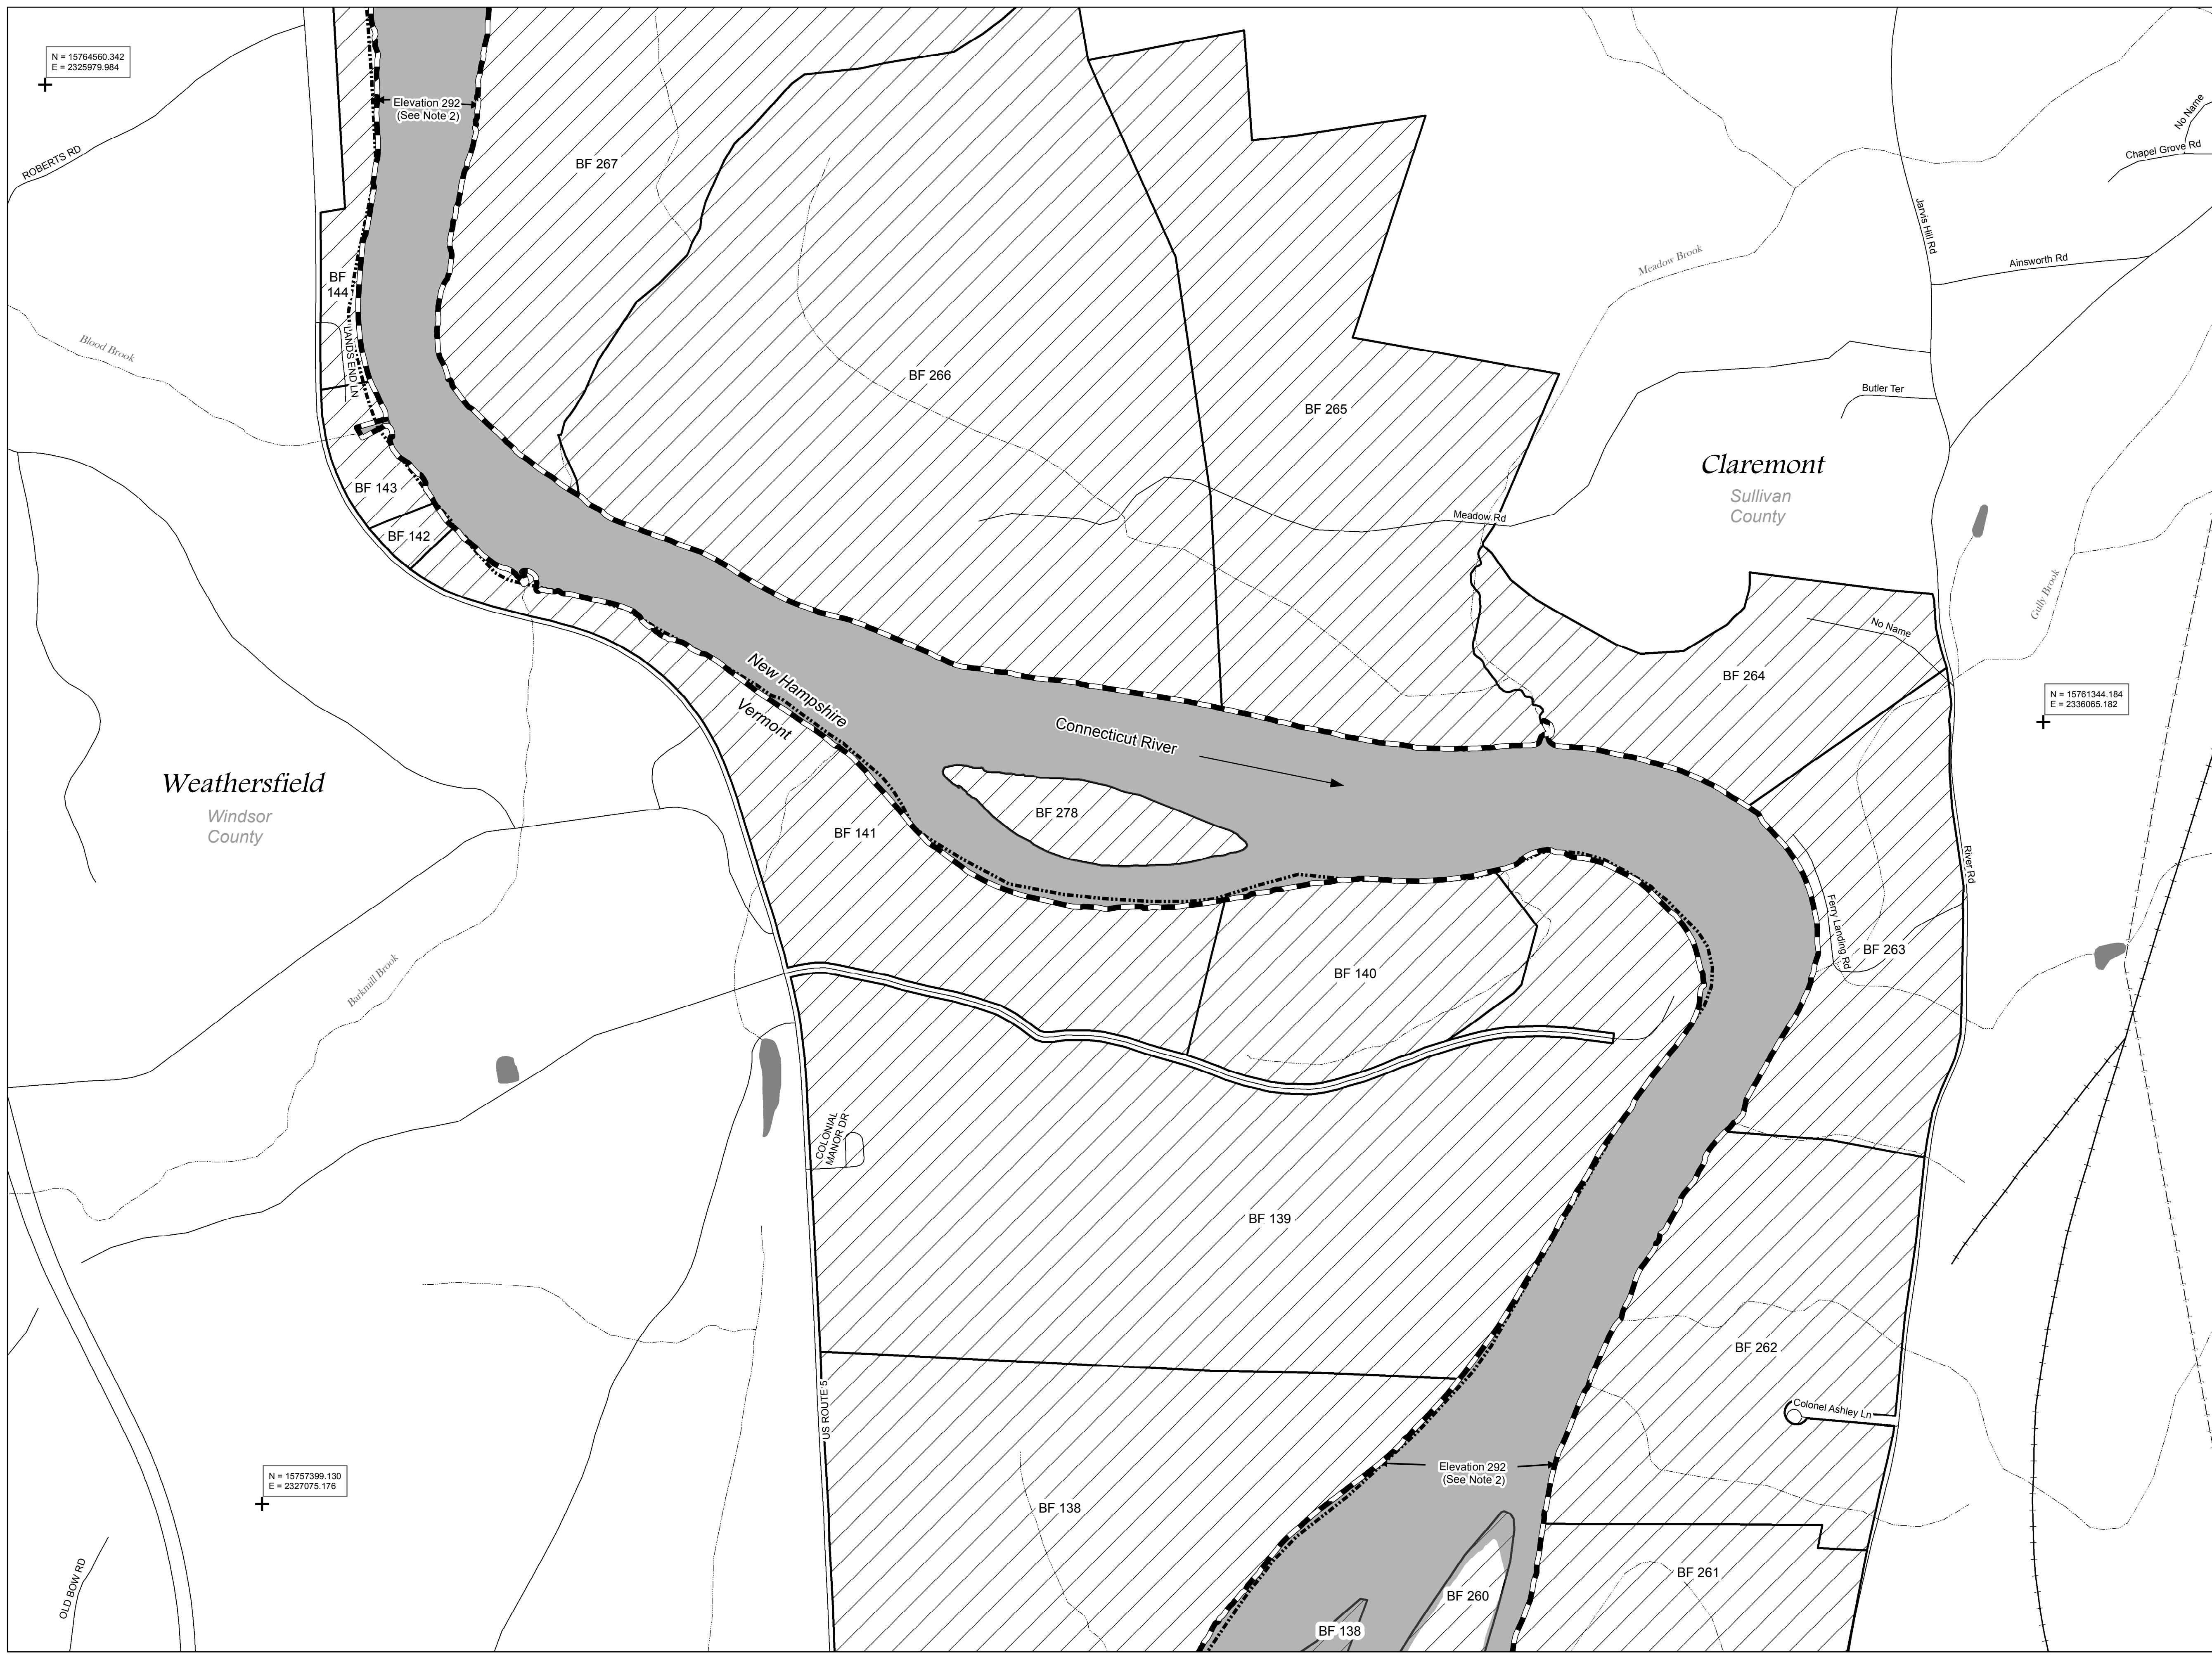 N = 15764560.342
E = 2325979.984
Elevation 292
(See Note 2)
No Name
Chapel Grove Rd
ROBERTS RD
BF 267
Jarvis Hill Rd
Meadow Brook
Ainsworth Rd
BF
144
LANDS END LN
Blood Brook
BF 266
Butler Ter
BF 265
Claremont
Sullivan
County
BF 143
Meadow Rd
BF 142
Gully Brook
No Name
BF 264
New Hampshire
Vermont
N = 15761344.184
E = 2336065.182
Connecticut River
Weathersfield
Windsor
County
BF 278
BF 141
River Rd
Ferry Landing Rd
BF 263
BF 140
Barkmill Brook
COLONIAL
MANOR DR
BF 139
BF 262
US ROUTE 5
Colonel Ashley Ln
Elevation 292
(See Note 2)
N = 15757399.130
E = 2327075.176
BF 138
OLD BOW RD
BF 261
BF 260
BF 138